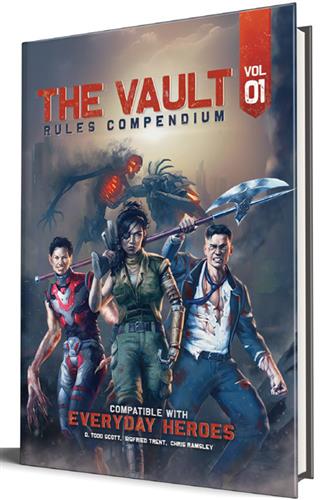 VOL
01
THE VAULT
RULES COMPENDIUM
COMPATIBLE WITH
EVERYDAY HEROES
D. TODD SCOTT, SIGFRIED TRENT, CHRIS RAMSLEY